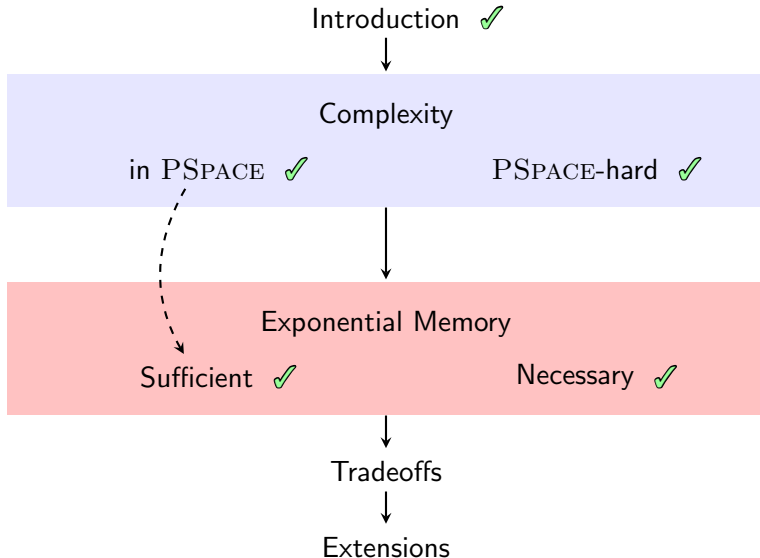 Introduction ✓
Complexity
in PSPACE ✓ PSPACE-hard ✓
Exponential Memory
Sufficient ✓ Necessary ✓
Tradeoffs
Extensions